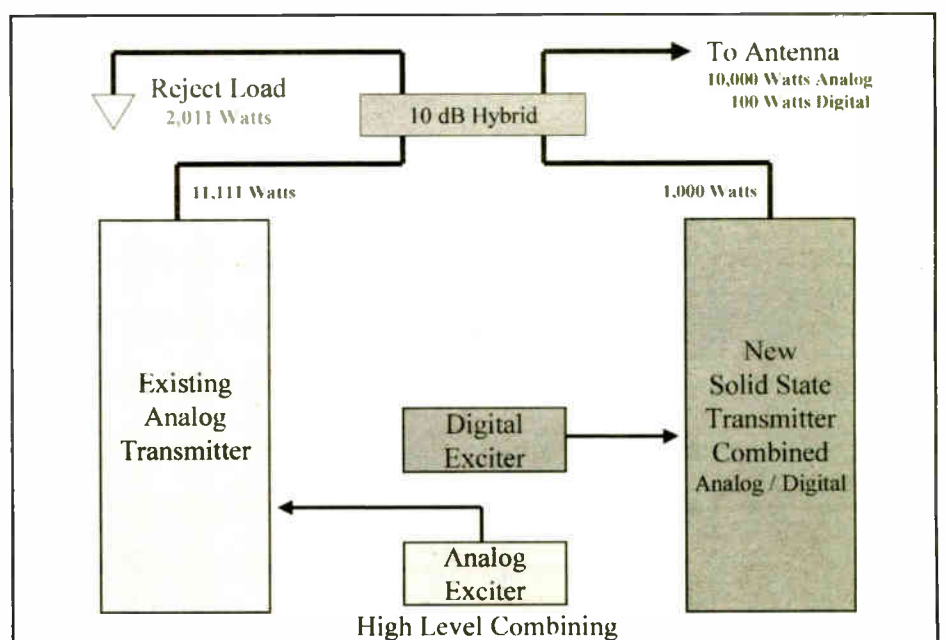 Reject Load
2,011 Watts
10 dB Hybrid
To Antenna
10,000 Watts Analog
100 Watts Digital
11,111 Watts
1,000 Watts
Existing
Analog
Transmitter
Digital
Exciter
Analog
Exciter
New
Solid State
Transmitter
Combined
Analog / Digital
High Level Combining